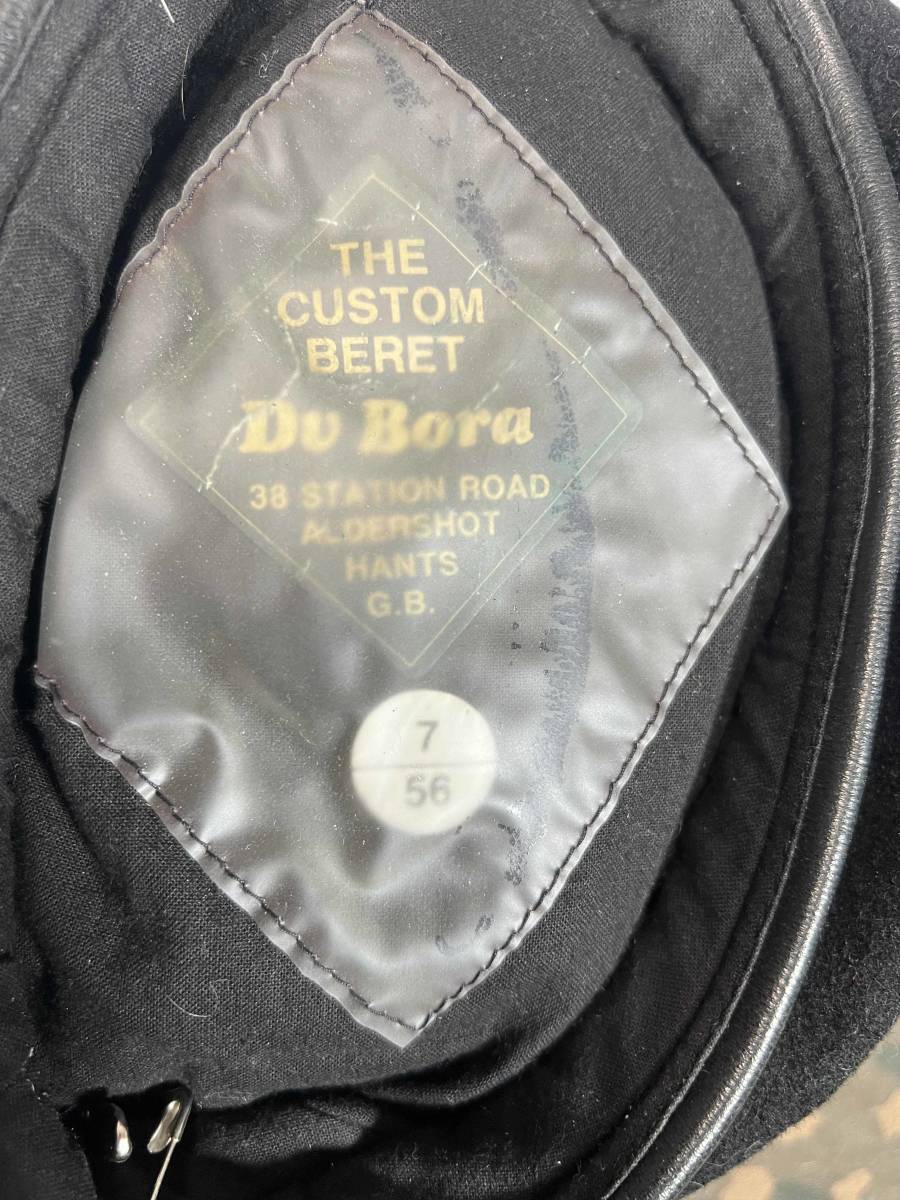 THE
CUSTOM
BERET
Du Bora
38 STATION ROAD
ALDERSHOT
HANTS
G.B.
7
56